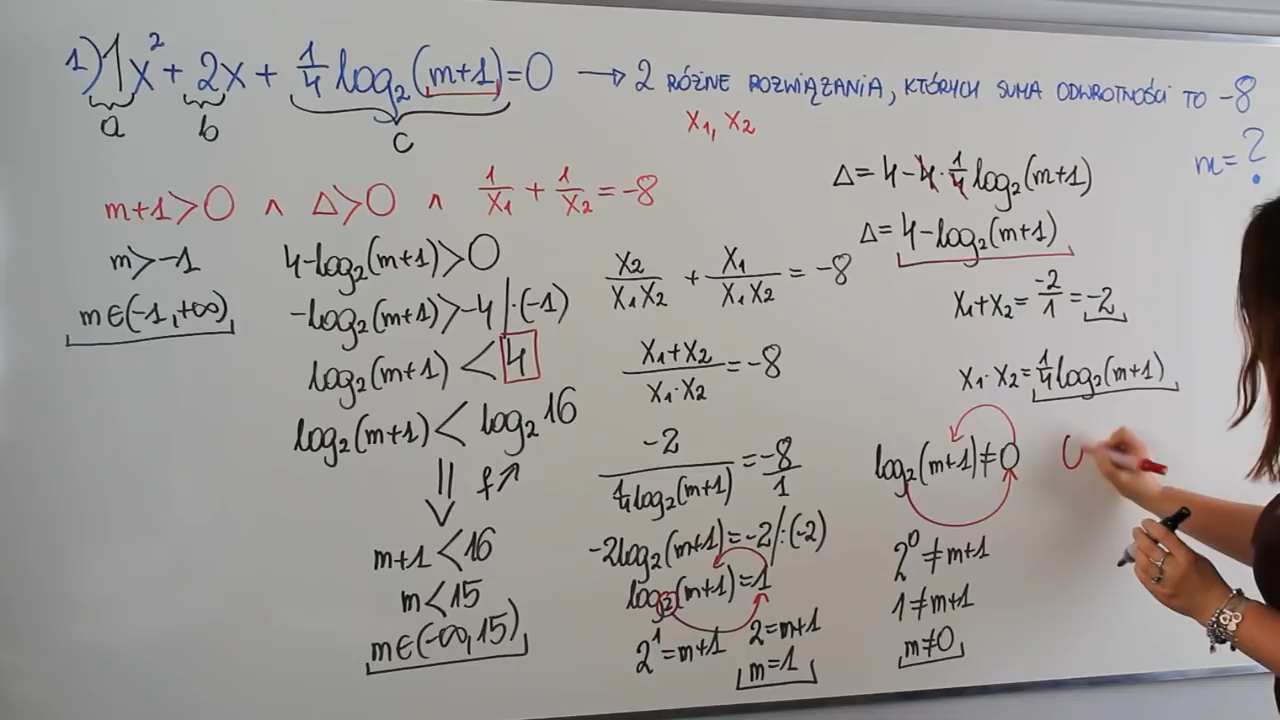 1) 1x² + 2x + 1/4 log₂(m+1) = 0 → 2 RÓŻNE ROZWIĄZANIA, KTÓRYCH SUMA ODWROTNOŚCI TO -8
a b c
x₁, x₂
m = ?
m+1>0 ∧ Δ>0 ∧ 1/x₁ + 1/x₂ = -8
m>-1
m∈(-1,+∞)
4-log₂(m+1)>0
-log₂(m+1)>-4 |·(-1)
log₂(m+1) < 4
log₂(m+1) < log₂16
⇓ f↗
m+1<16
m<15
m∈(-∞,15)
x₂/x₁x₂ + x₁/x₁x₂ = -8
x₁+x₂/x₁·x₂ = -8
-2/¼log₂(m+1) = -8/1
-2log₂(m+1)=-2 |:(-2)
log₂(m+1)=1
2¹=m+1
2=m+1
m=1
Δ=4-4·1/4 log₂(m+1)
Δ=4-log₂(m+1)
x₁+x₂ = -2/1 = -2
x₁·x₂ = 1/4 log₂(m+1)
log₂(m+1)≠0
2⁰≠m+1
1≠m+1
m≠0